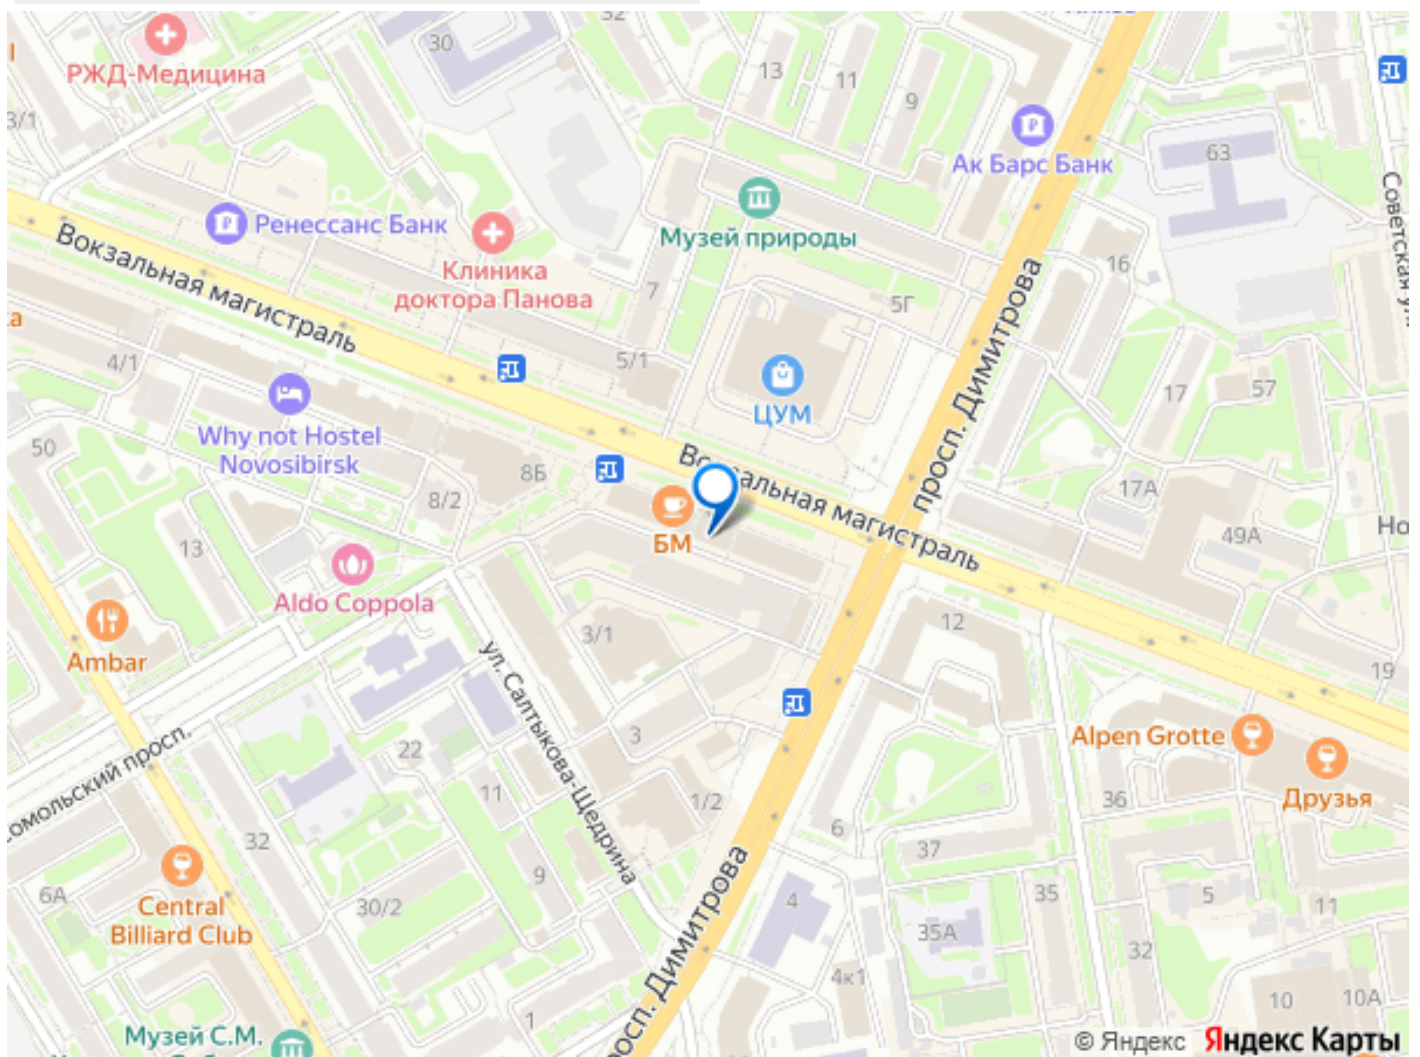 32
30
РЖД-Медицина
13
11
9
3/1
Ак Барс Банк
63
Советская ул.
Ренессанс Банк
Музей природы
Вокзальная магистраль
Клиника
доктора Панова
7
5Г
16
просп. Димитрова
4/1
5/1
ЦУМ
17
57
50
Why not Hostel
Novosibirsk
8Б
8/2
Вокзальная магистраль
17А
49А
Но
13
БМ
Aldo Coppola
Ambar
3/1
12
19
ул. Салтыкова-Щедрина
22
3
Alpen Grotte
Друзья
омольский просп.
11
1/2
6
36
32
37
9
6А
Central
Billiard Club
30/2
просп. Димитрова
4
35
5
11
35А
32
4к1
10
10А
1
Музей С.М.
© Яндекс Яндекс Карты